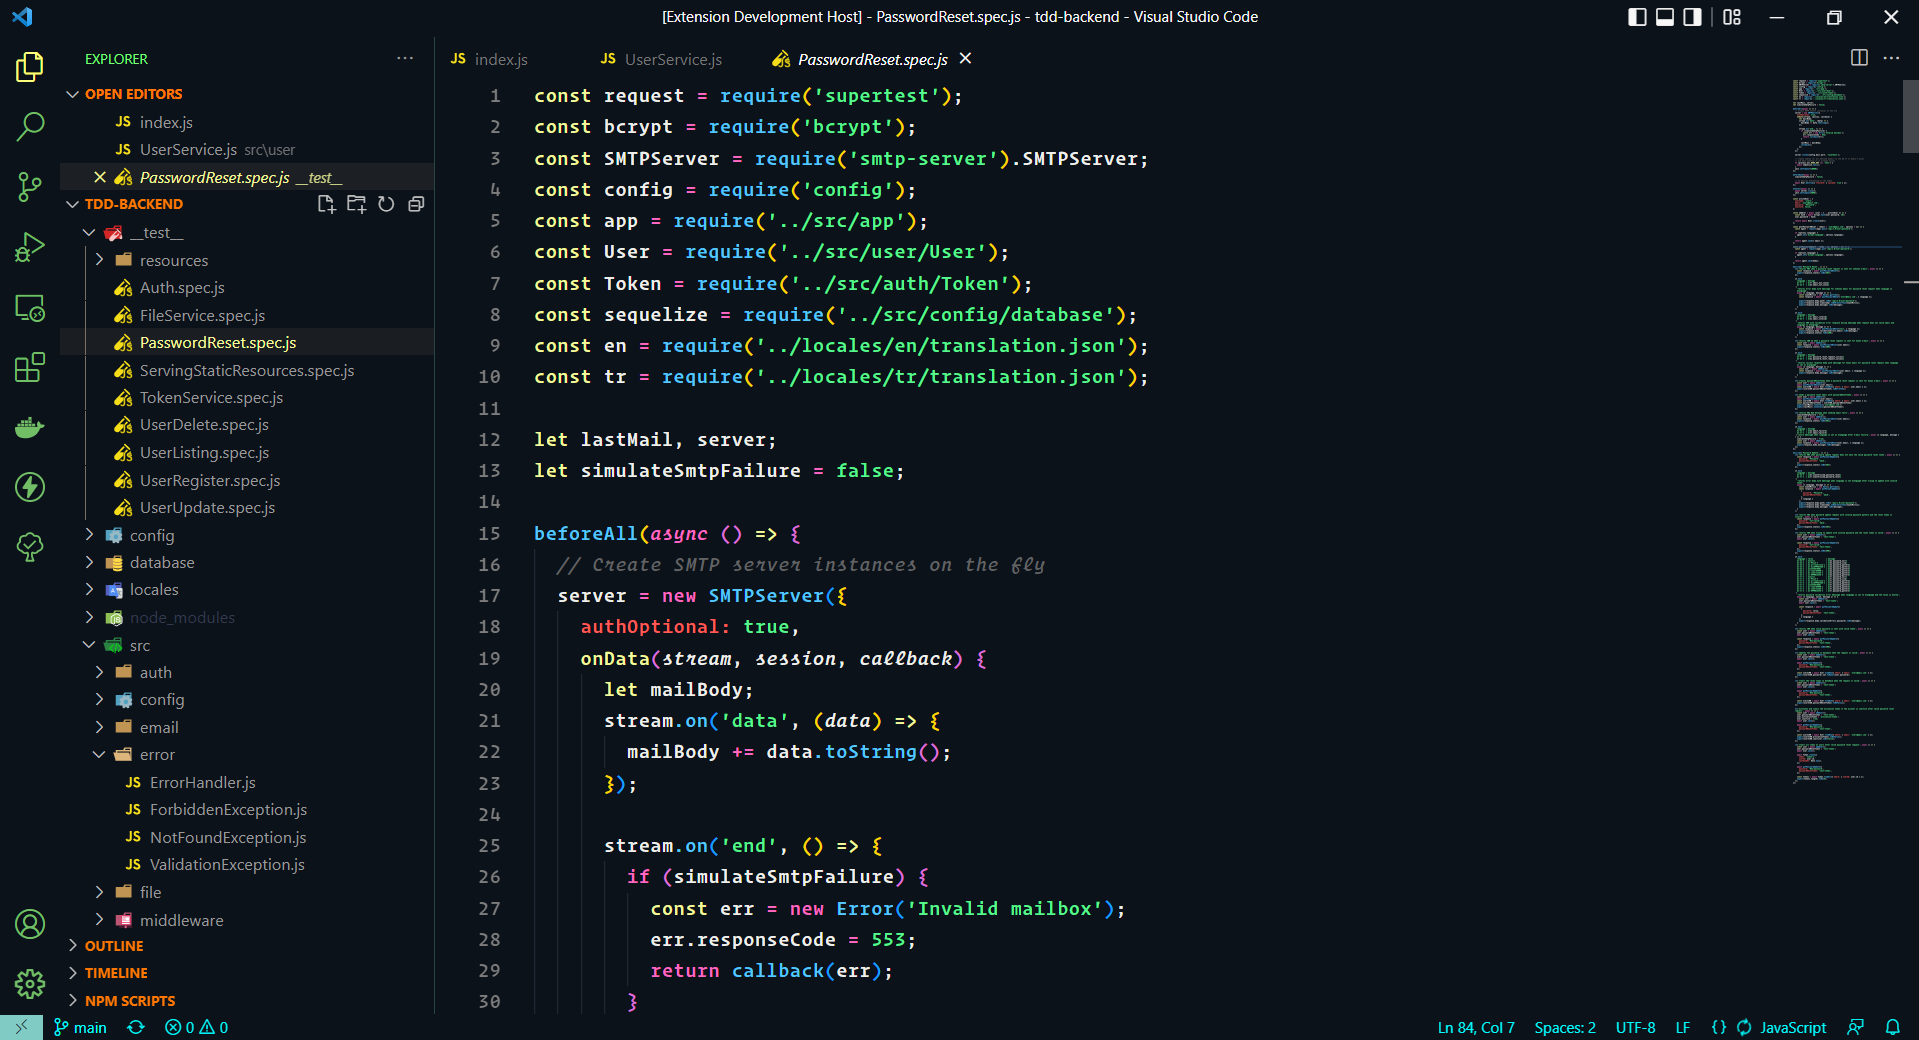 [Extension Development Host] - PasswordReset.spec.js - tdd-backend - Visual Studio Code
EXPLORER
OPEN EDITORS
JS index.js
JS UserService.js src\user
PasswordReset.spec.js __test__
TDD-BACKEND
__test__
resources
Auth.spec.js
FileService.spec.js
PasswordReset.spec.js
ServingStaticResources.spec.js
TokenService.spec.js
UserDelete.spec.js
UserListing.spec.js
UserRegister.spec.js
UserUpdate.spec.js
config
database
locales
node_modules
src
auth
config
email
error
JS ErrorHandler.js
JS ForbiddenException.js
JS NotFoundException.js
JS ValidationException.js
file
middleware
OUTLINE
TIMELINE
NPM SCRIPTS
JS index.js JS UserService.js PasswordReset.spec.js
1 const request = require('supertest');
2 const bcrypt = require('bcrypt');
3 const SMTPServer = require('smtp-server').SMTPServer;
4 const config = require('config');
5 const app = require('../src/app');
6 const User = require('../src/user/User');
7 const Token = require('../src/auth/Token');
8 const sequelize = require('../src/config/database');
9 const en = require('../locales/en/translation.json');
10 const tr = require('../locales/tr/translation.json');
11
12 let lastMail, server;
13 let simulateSmtpFailure = false;
14
15 beforeAll(async () => {
16 // Create SMTP server instances on the fly
17 server = new SMTPServer({
18 authOptional: true,
19 onData(stream, session, callback) {
20 let mailBody;
21 stream.on('data', (data) => {
22 mailBody += data.toString();
23 });
24
25 stream.on('end', () => {
26 if (simulateSmtpFailure) {
27 const err = new Error('Invalid mailbox');
28 err.responseCode = 553;
29 return callback(err);
30 }
main 0 0 Ln 84, Col 7 Spaces: 2 UTF-8 LF {} JavaScript